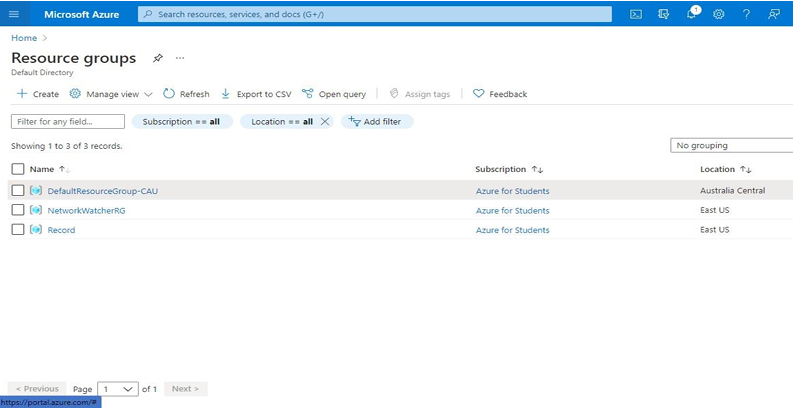 Microsoft Azure
Search resources, services, and docs (G+/)
1
Home >
Resource groups
Default Directory
Create Manage view Refresh Export to CSV Open query Assign tags Feedback
Filter for any field... Subscription == all Location == all Add filter
Showing 1 to 3 of 3 records.
No grouping
Name Subscription Location
DefaultResourceGroup-CAU Azure for Students Australia Central
NetworkWatcherRG Azure for Students East US
Record Azure for Students East US
< Previous Page 1 of 1 Next >
https://portal.azure.com/#